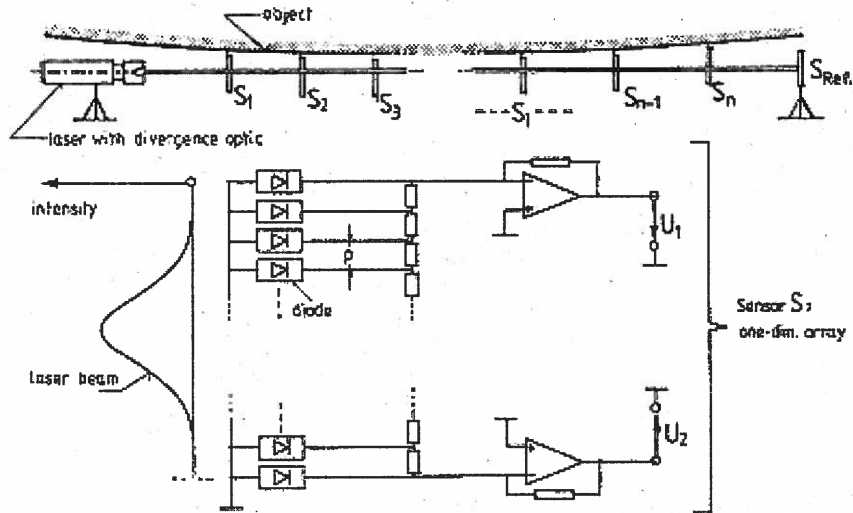 object
S1 S2 S3 S1 Sn-1 Sn SRef.
laser with divergence optic
intensity
U1
p
diode
Sensor S,
one-dim. array
laser beam
U2